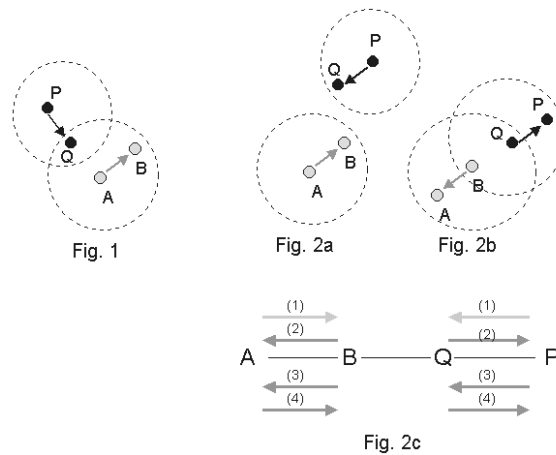 P
Q
A
B
Fig. 1
P
Q
A
B
Fig. 2a
P
Q
B
A
Fig. 2b
(1) (1)
(2) (2)
A B Q P
(3) (3)
(4) (4)
Fig. 2c